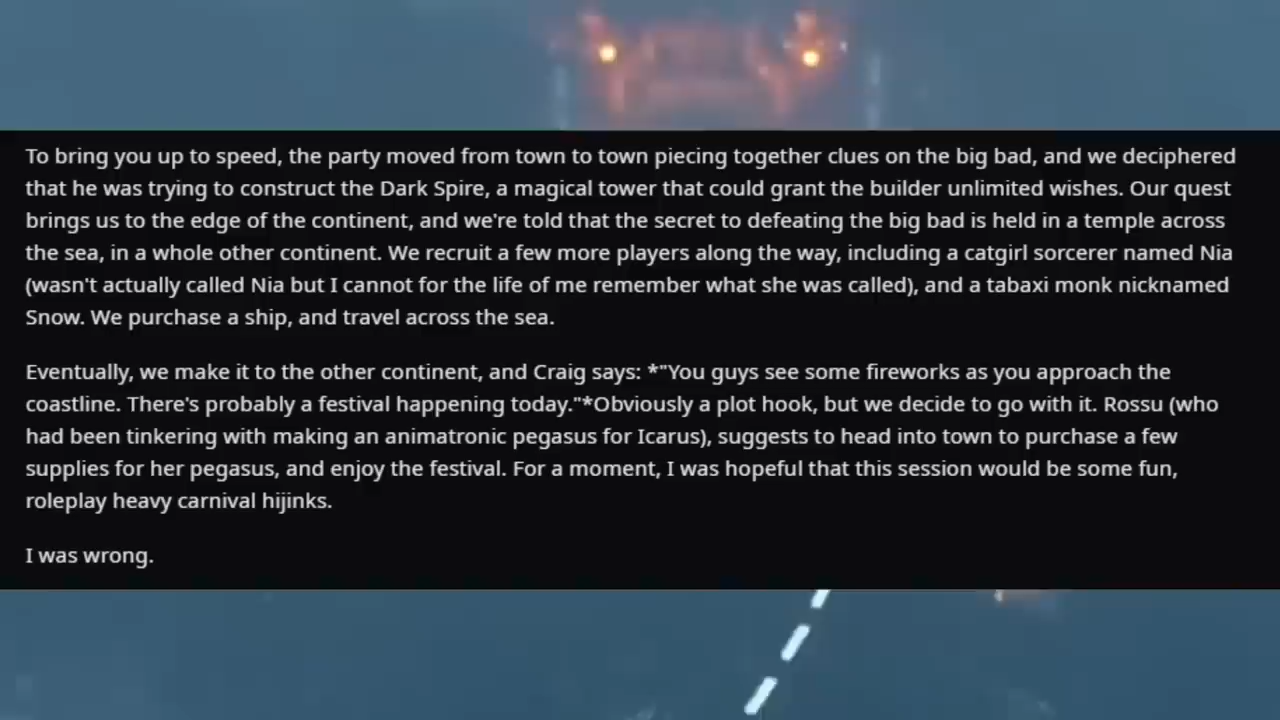 To bring you up to speed, the party moved from town to town piecing together clues on the big bad, and we deciphered
that he was trying to construct the Dark Spire, a magical tower that could grant the builder unlimited wishes. Our quest
brings us to the edge of the continent, and we're told that the secret to defeating the big bad is held in a temple across
the sea, in a whole other continent. We recruit a few more players along the way, including a catgirl sorcerer named Nia
(wasn't actually called Nia but I cannot for the life of me remember what she was called), and a tabaxi monk nicknamed
Snow. We purchase a ship, and travel across the sea.
Eventually, we make it to the other continent, and Craig says: *"You guys see some fireworks as you approach the
coastline. There's probably a festival happening today."*Obviously a plot hook, but we decide to go with it. Rossu (who
had been tinkering with making an animatronic pegasus for Icarus), suggests to head into town to purchase a few
supplies for her pegasus, and enjoy the festival. For a moment, I was hopeful that this session would be some fun,
roleplay heavy carnival hijinks.
I was wrong.